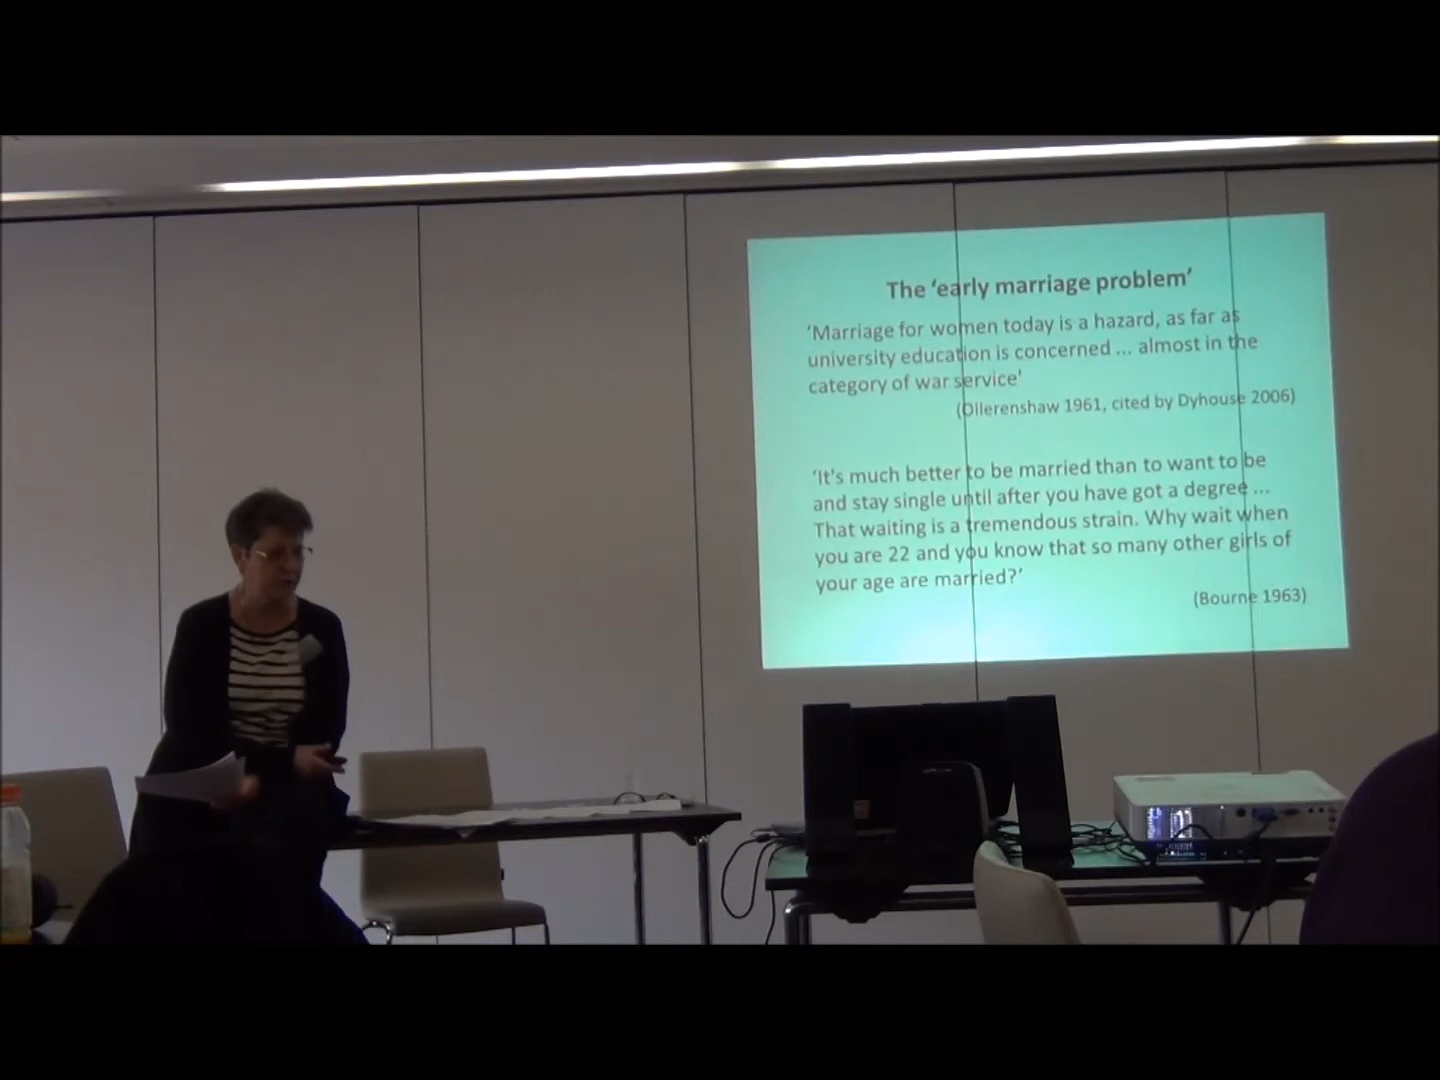 The ‘early marriage problem’
‘Marriage for women today is a hazard, as far as
university education is concerned ... almost in the
category of war service'
(Ollerenshaw 1961, cited by Dyhouse 2006)
‘It's much better to be married than to want to be
and stay single until after you have got a degree ...
That waiting is a tremendous strain. Why wait when
you are 22 and you know that so many other girls of
your age are married?’
(Bourne 1963)